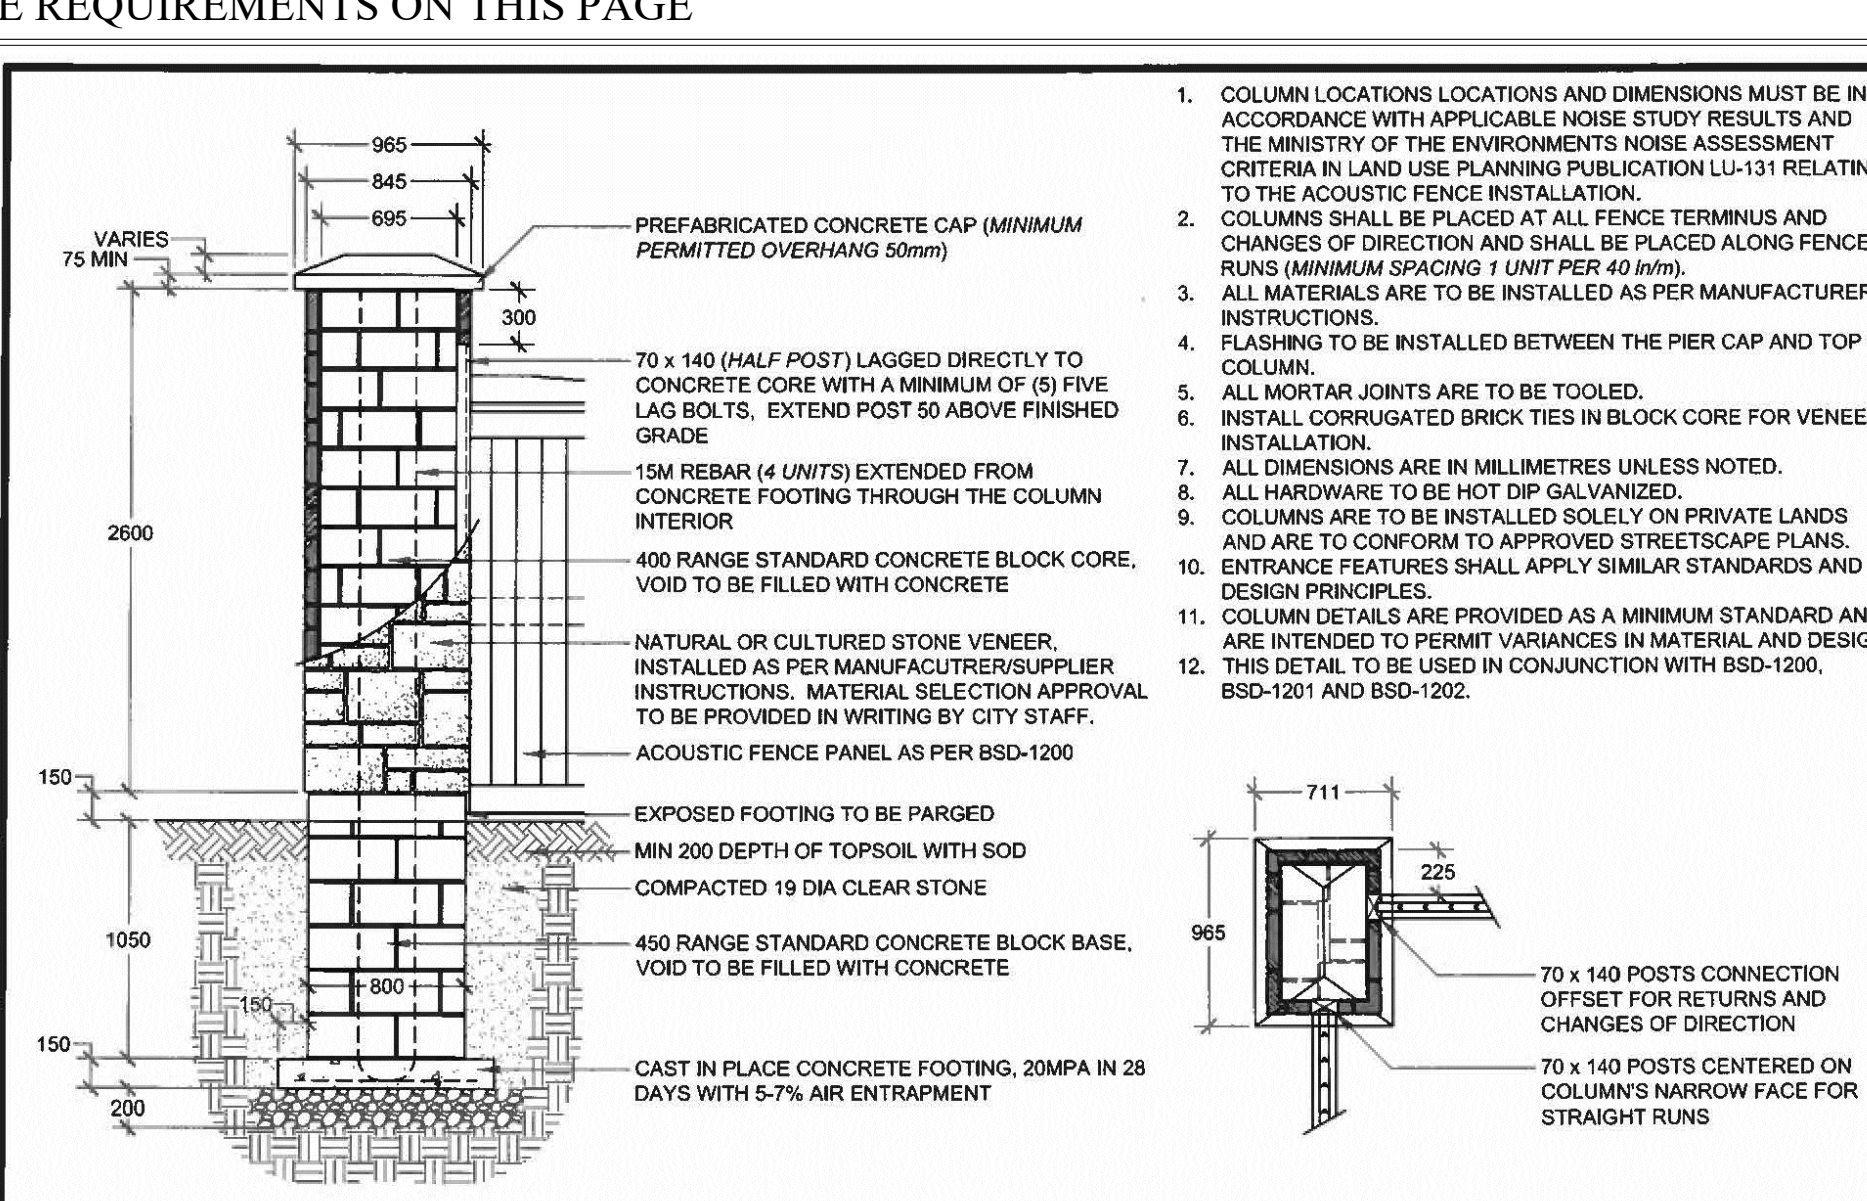 E REQUIREMENTS ON THIS PAGE
965
845
695
VARIES
75 MIN
300
2600
150
1050
800
150
150
200
PREFABRICATED CONCRETE CAP (MINIMUM
PERMITTED OVERHANG 50mm)
70 x 140 (HALF POST) LAGGED DIRECTLY TO
CONCRETE CORE WITH A MINIMUM OF (5) FIVE
LAG BOLTS, EXTEND POST 50 ABOVE FINISHED
GRADE
15M REBAR (4 UNITS) EXTENDED FROM
CONCRETE FOOTING THROUGH THE COLUMN
INTERIOR
400 RANGE STANDARD CONCRETE BLOCK CORE,
VOID TO BE FILLED WITH CONCRETE
NATURAL OR CULTURED STONE VENEER,
INSTALLED AS PER MANUFACUTRER/SUPPLIER
INSTRUCTIONS. MATERIAL SELECTION APPROVAL
TO BE PROVIDED IN WRITING BY CITY STAFF.
ACOUSTIC FENCE PANEL AS PER BSD-1200
EXPOSED FOOTING TO BE PARGED
MIN 200 DEPTH OF TOPSOIL WITH SOD
COMPACTED 19 DIA CLEAR STONE
450 RANGE STANDARD CONCRETE BLOCK BASE,
VOID TO BE FILLED WITH CONCRETE
CAST IN PLACE CONCRETE FOOTING, 20MPA IN 28
DAYS WITH 5-7% AIR ENTRAPMENT
1. COLUMN LOCATIONS LOCATIONS AND DIMENSIONS MUST BE IN
ACCORDANCE WITH APPLICABLE NOISE STUDY RESULTS AND
THE MINISTRY OF THE ENVIRONMENTS NOISE ASSESSMENT
CRITERIA IN LAND USE PLANNING PUBLICATION LU-131 RELATIN
TO THE ACOUSTIC FENCE INSTALLATION.
2. COLUMNS SHALL BE PLACED AT ALL FENCE TERMINUS AND
CHANGES OF DIRECTION AND SHALL BE PLACED ALONG FENCE
RUNS (MINIMUM SPACING 1 UNIT PER 40 ln/m).
3. ALL MATERIALS ARE TO BE INSTALLED AS PER MANUFACTURER
INSTRUCTIONS.
4. FLASHING TO BE INSTALLED BETWEEN THE PIER CAP AND TOP
COLUMN.
5. ALL MORTAR JOINTS ARE TO BE TOOLED.
6. INSTALL CORRUGATED BRICK TIES IN BLOCK CORE FOR VENEE
INSTALLATION.
7. ALL DIMENSIONS ARE IN MILLIMETRES UNLESS NOTED.
8. ALL HARDWARE TO BE HOT DIP GALVANIZED.
9. COLUMNS ARE TO BE INSTALLED SOLELY ON PRIVATE LANDS
AND ARE TO CONFORM TO APPROVED STREETSCAPE PLANS.
10. ENTRANCE FEATURES SHALL APPLY SIMILAR STANDARDS AND
DESIGN PRINCIPLES.
11. COLUMN DETAILS ARE PROVIDED AS A MINIMUM STANDARD AN
ARE INTENDED TO PERMIT VARIANCES IN MATERIAL AND DESIG
12. THIS DETAIL TO BE USED IN CONJUNCTION WITH BSD-1200,
BSD-1201 AND BSD-1202.
711
225
965
70 x 140 POSTS CONNECTION
OFFSET FOR RETURNS AND
CHANGES OF DIRECTION
70 x 140 POSTS CENTERED ON
COLUMN'S NARROW FACE FOR
STRAIGHT RUNS